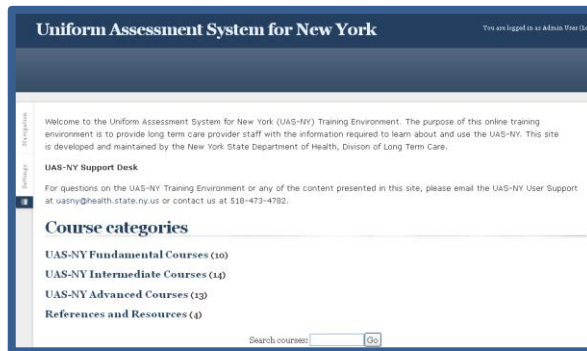 Uniform Assessment System for New York
You are logged in as Admin User
Navigation
Settings
Welcome to the Uniform Assessment System for New York (UAS-NY) Training Environment. The purpose of this online training
environment is to provide long term care provider staff with the information required to learn about and use the UAS-NY. This site
is developed and maintained by the New York State Department of Health, Divison of Long Term Care.
UAS-NY Support Desk
For questions on the UAS-NY Training Environment or any of the content presented in this site, please email the UAS-NY User Support
at uasny@health.state.ny.us or contact us at 518-473-4782.
Course categories
UAS-NY Fundamental Courses (10)
UAS-NY Intermediate Courses (14)
UAS-NY Advanced Courses (13)
References and Resources (4)
Search courses: Go